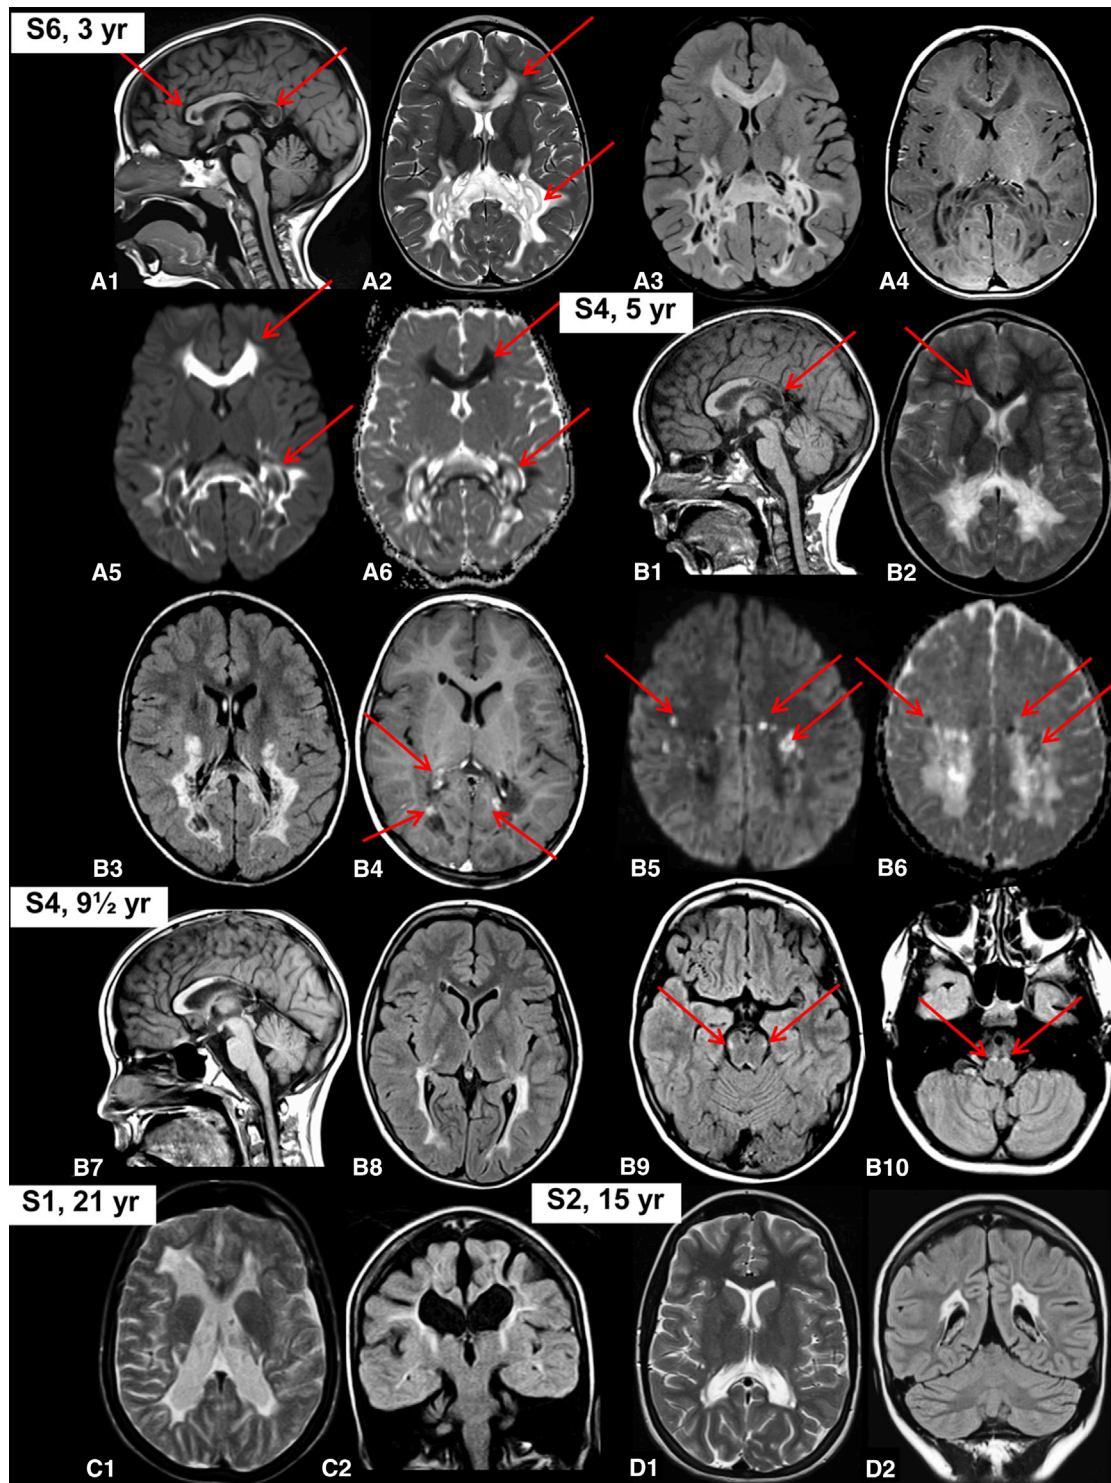 S6, 3 yr
A1 A2 A3 A4
S4, 5 yr
A5 A6 B1 B2
B3 B4 B5 B6
S4, 9½ yr
B7 B8 B9 B10
S1, 21 yr S2, 15 yr
C1 C2 D1 D2